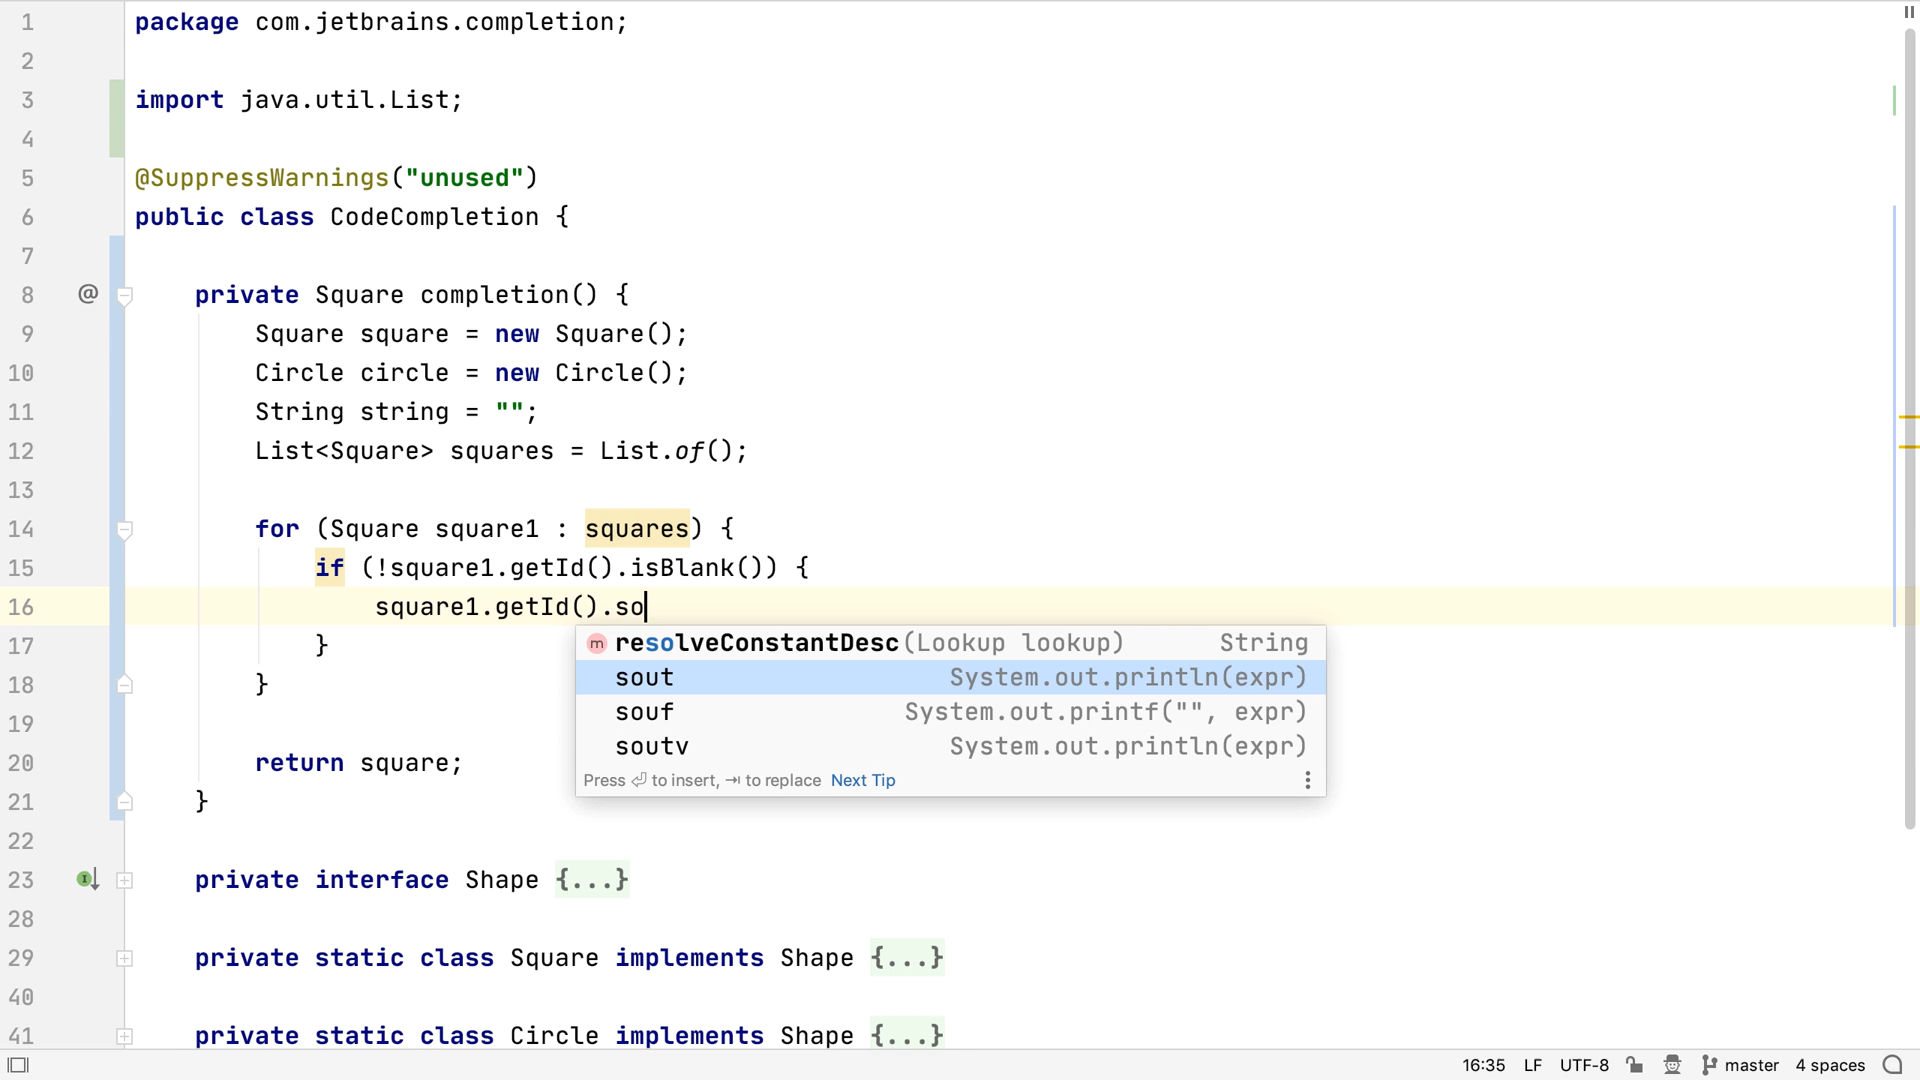 1 package com.jetbrains.completion;
2
3 import java.util.List;
4
5 @SuppressWarnings("unused")
6 public class CodeCompletion {
7
8 @ private Square completion() {
9 Square square = new Square();
10 Circle circle = new Circle();
11 String string = "";
12 List<Square> squares = List.of();
13
14 for (Square square1 : squares) {
15 if (!square1.getId().isBlank()) {
16 square1.getId().so
17 }
m resolveConstantDesc(Lookup lookup) String
sout System.out.println(expr)
souf System.out.printf("", expr)
soutv System.out.println(expr)
Press ⏎ to insert, ⇥ to replace Next Tip
18 }
19
20 return square;
21 }
22
23 I private interface Shape {...}
28
29 private static class Square implements Shape {...}
40
41 private static class Circle implements Shape {...}
16:35 LF UTF-8 master 4 spaces